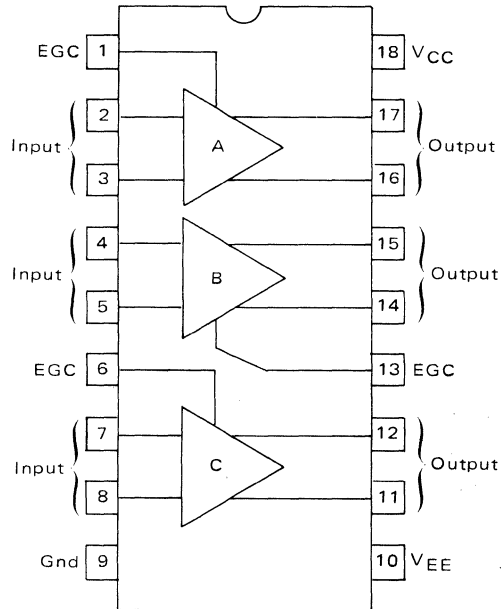 EGC 1 18 VCC
2 17
Input A Output
3 16
4 15
Input B Output
5 14
EGC 6 13 EGC
7 12
Input C Output
8 11
Gnd 9 10 VEE